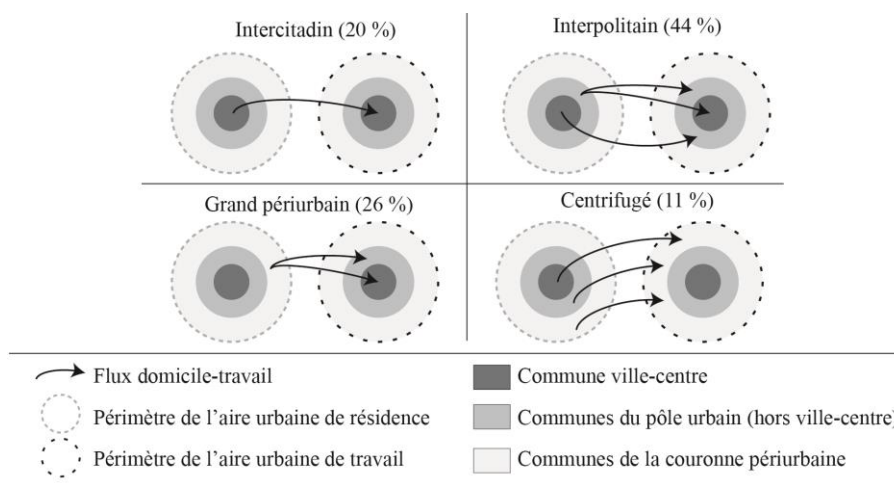 Intercitadin (20 %)
Interpolitain (44 %)
Grand périurbain (26 %)
Centrifugé (11 %)
Flux domicile-travail
Commune ville-centre
Périmètre de l'aire urbaine de résidence
Communes du pôle urbain (hors ville-centre)
Périmètre de l'aire urbaine de travail
Communes de la couronne périurbaine